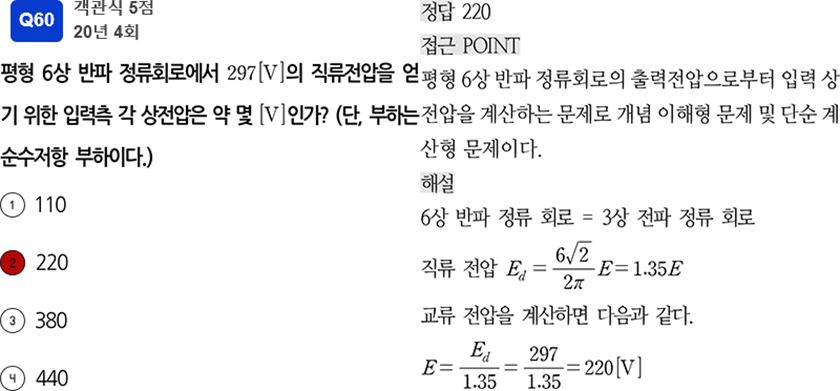 Q60
객관식 5점
20년 4회
평형 6상 반파 정류회로에서 297[V]의 직류전압을 얻
기 위한 입력측 각 상전압은 약 몇 [V]인가? (단, 부하는
순수저항 부하이다.)
1 110
2 220
3 380
4 440
정답 220
접근 POINT
평형 6상 반파 정류회로의 출력전압으로부터 입력 상
전압을 계산하는 문제로 개념 이해형 문제 및 단순 계
산형 문제이다.
해설
6상 반파 정류 회로 = 3상 전파 정류 회로
직류 전압 E_d = 6√2/2π E = 1.35E
교류 전압을 계산하면 다음과 같다.
E = E_d/1.35 = 297/1.35 = 220[V]